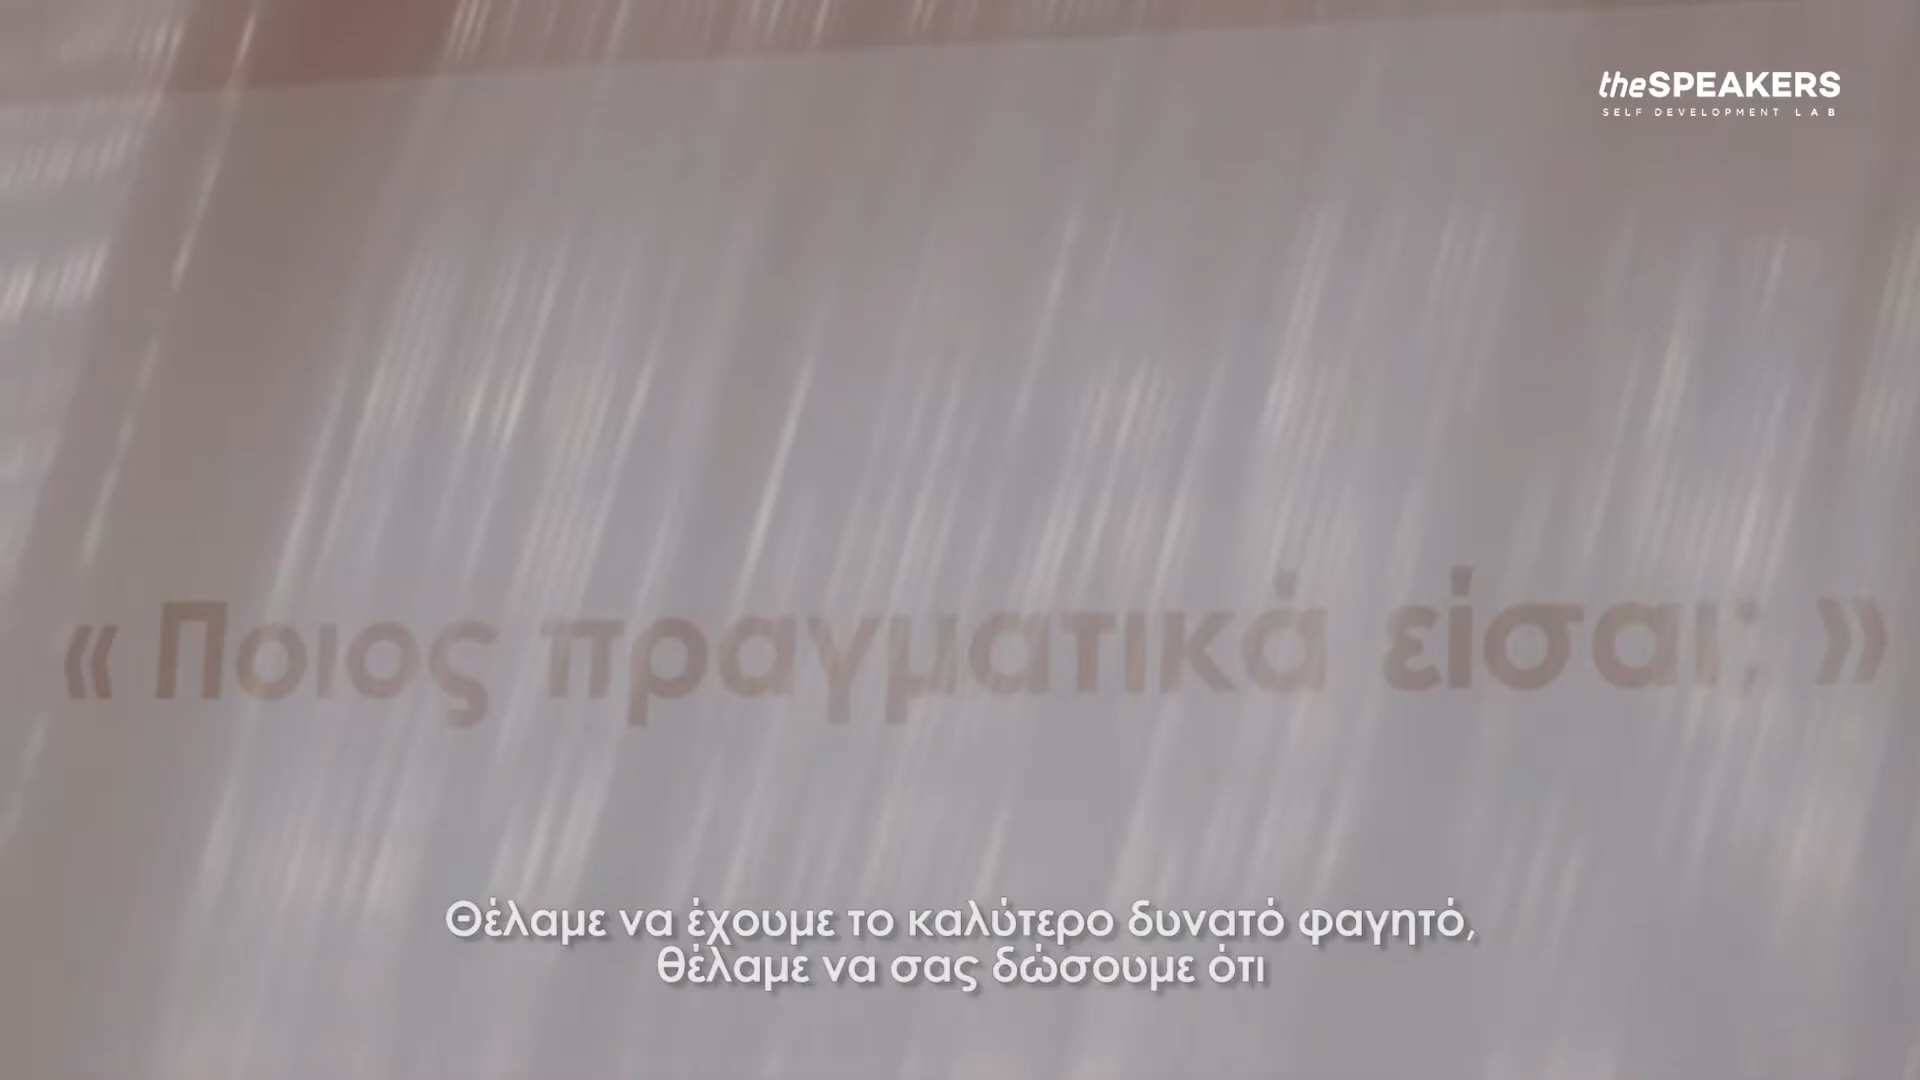 theSPEAKERS
SELF DEVELOPMENT LAB
« Ποιος πραγματικά είσαι; »
Θέλαμε να έχουμε το καλύτερο δυνατό φαγητό,
θέλαμε να σας δώσουμε ότι